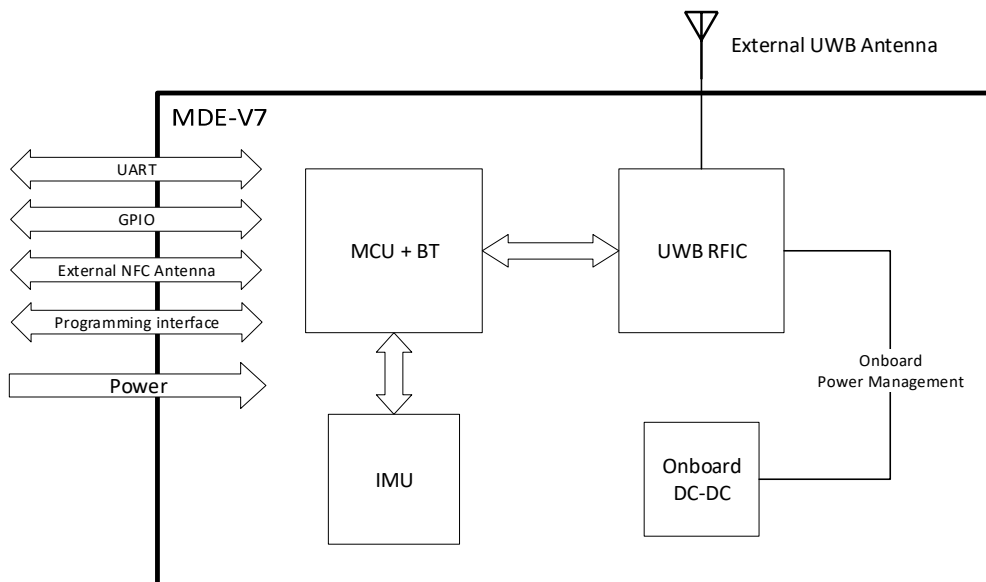 External UWB Antenna
MDE-V7
UART
GPIO
External NFC Antenna
Programming interface
Power
MCU + BT
UWB RFIC
IMU
Onboard
Power Management
Onboard
DC-DC